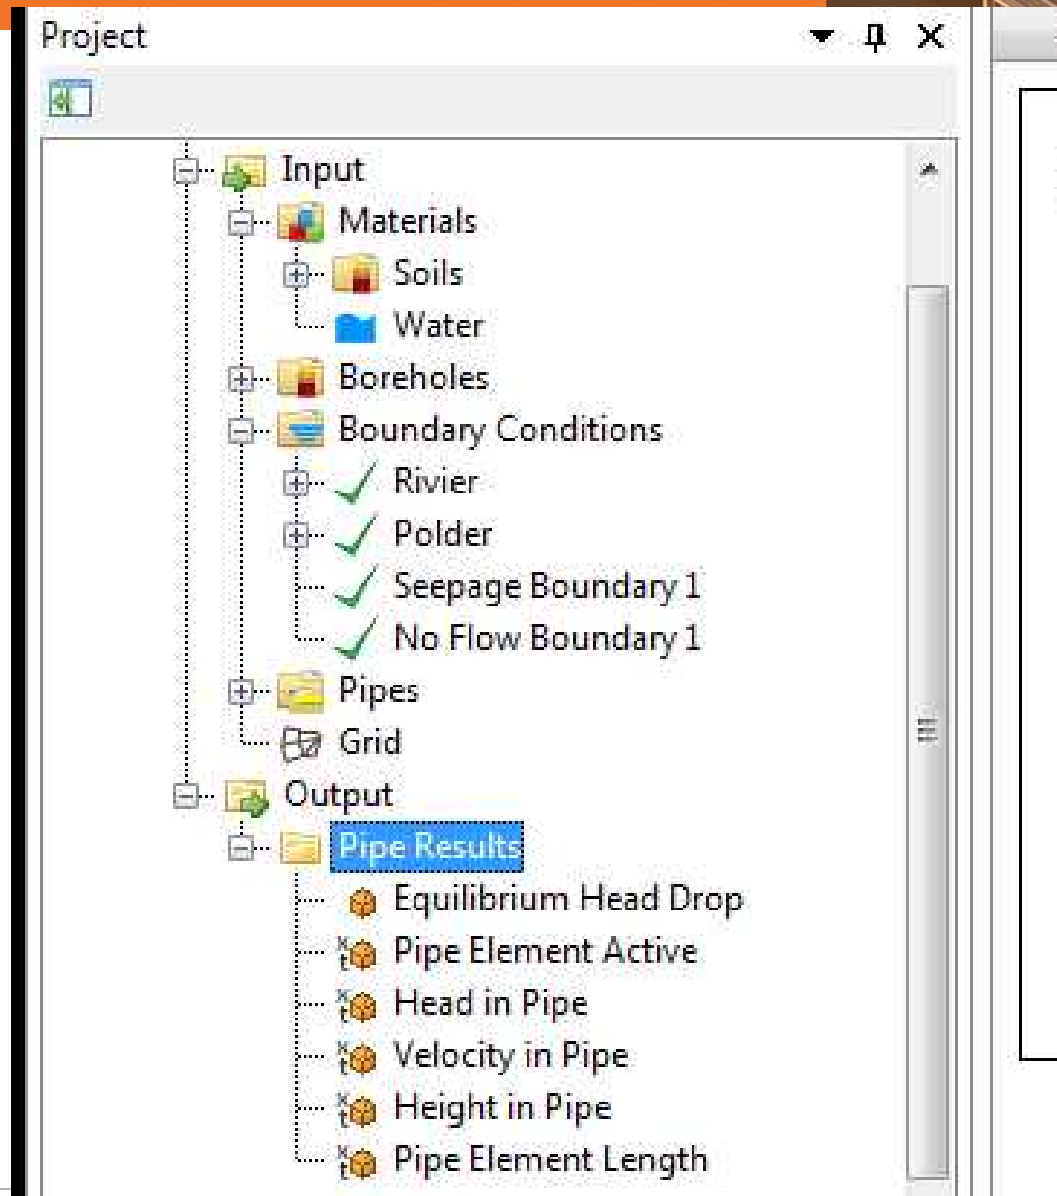 Project
Input
Materials
Soils
Water
Boreholes
Boundary Conditions
Rivier
Polder
Seepage Boundary 1
No Flow Boundary 1
Pipes
Grid
Output
Pipe Results
Equilibrium Head Drop
Pipe Element Active
Head in Pipe
Velocity in Pipe
Height in Pipe
Pipe Element Length